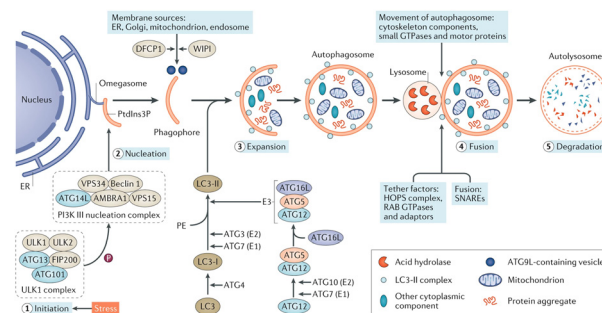 Membrane sources:
ER, Golgi, mitochondrion, endosome
DFCP1
WIPI
Movement of autophagosome:
cytoskeleton components,
small GTPases and motor proteins
Nucleus
Omegasome
PtdIns3P
Phagophore
Autophagosome
Lysosome
Autolysosome
ER
② Nucleation
③ Expansion
④ Fusion
⑤ Degradation
VPS34
Beclin 1
ATG14L
AMBRA1
VPS15
PI3K III nucleation complex
ULK1
ULK2
ATG13
FIP200
ATG101
ULK1 complex
P
① Initiation
Stress
LC3-II
PE
ATG3 (E2)
ATG7 (E1)
LC3-I
ATG4
LC3
E3
ATG16L
ATG5
ATG12
ATG16L
ATG5
ATG12
ATG10 (E2)
ATG7 (E1)
ATG12
Tether factors:
HOPS complex,
RAB GTPases
and adaptors
Fusion:
SNAREs
Acid hydrolase
LC3-II complex
Other cytoplasmic
component
ATG9L-containing vesicle
Mitochondrion
Protein aggregate